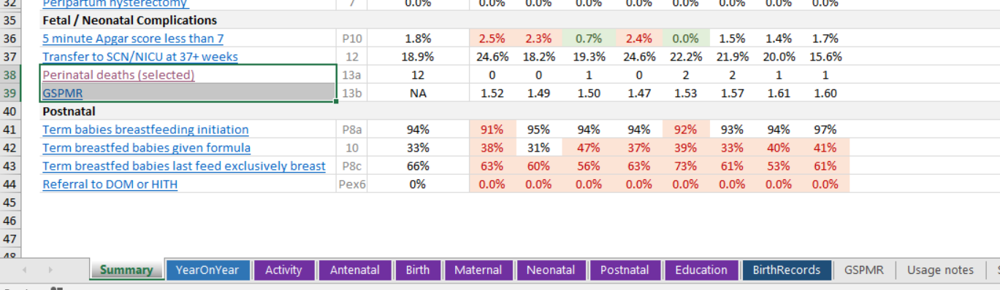 32 Peripartum hysterectomy 7 0.0% 0.0% 0.0% 0.0% 0.0% 0.0% 0.0% 0.0% 0.0%
35 Fetal / Neonatal Complications
36 5 minute Apgar score less than 7 P10 1.8% 2.5% 2.3% 0.7% 2.4% 0.0% 1.5% 1.4% 1.7%
37 Transfer to SCN/NICU at 37+ weeks 12 18.9% 24.6% 18.2% 19.3% 24.6% 22.2% 21.9% 20.0% 15.6%
38 Perinatal deaths (selected) 13a 12 0 0 1 0 2 2 1 1
39 GSPMR 13b NA 1.52 1.49 1.50 1.47 1.53 1.57 1.61 1.60
40 Postnatal
41 Term babies breastfeeding initiation P8a 94% 91% 95% 94% 94% 92% 93% 94% 97%
42 Term breastfed babies given formula 10 33% 38% 31% 47% 37% 39% 33% 40% 41%
43 Term breastfed babies last feed exclusively breast P8c 66% 63% 60% 56% 63% 73% 61% 53% 61%
44 Referral to DOM or HITH Pex6 0% 0.0% 0.0% 0.0% 0.0% 0.0% 0.0% 0.0% 0.0%
45
46
47
48
Summary YearOnYear Activity Antenatal Birth Maternal Neonatal Postnatal Education BirthRecords GSPMR Usage notes